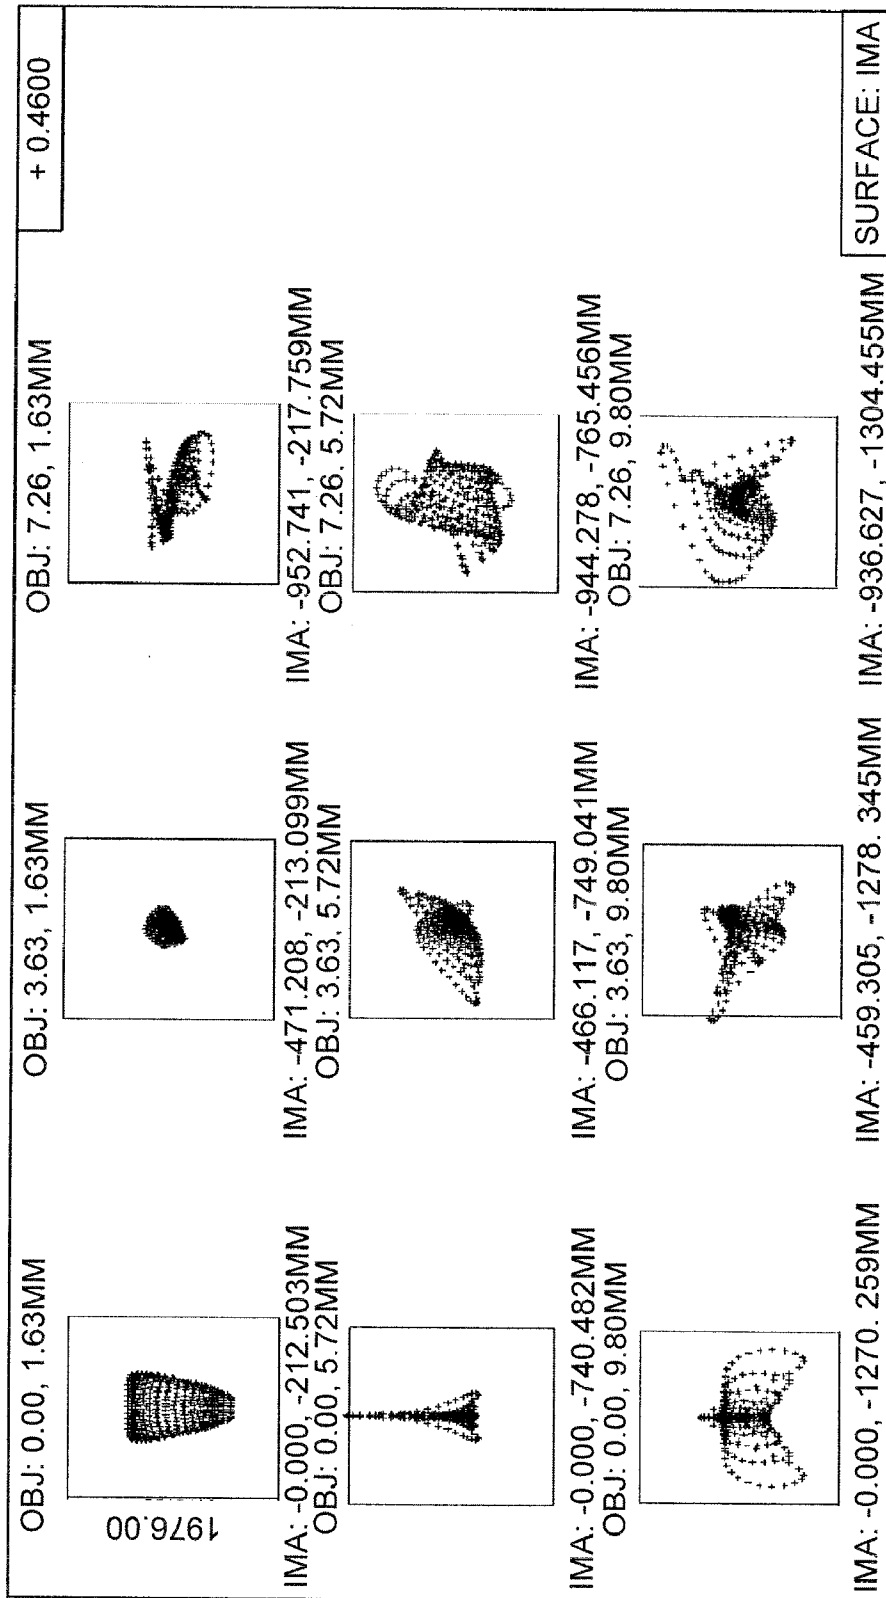 + 0.4600
OBJ: 0.00, 1.63MM
OBJ: 3.63, 1.63MM
OBJ: 7.26, 1.63MM
1976.00
IMA: -0.000, -212.503MM
IMA: -471.208, -213.099MM
IMA: -952.741, -217.759MM
OBJ: 0.00, 5.72MM
OBJ: 3.63, 5.72MM
OBJ: 7.26, 5.72MM
IMA: -0.000, -740.482MM
IMA: -466.117, -749.041MM
IMA: -944.278, -765.456MM
OBJ: 0.00, 9.80MM
OBJ: 3.63, 9.80MM
OBJ: 7.26, 9.80MM
IMA: -0.000, -1270. 259MM
IMA: -459.305, -1278. 345MM
IMA: -936.627, -1304.455MM
SURFACE: IMA